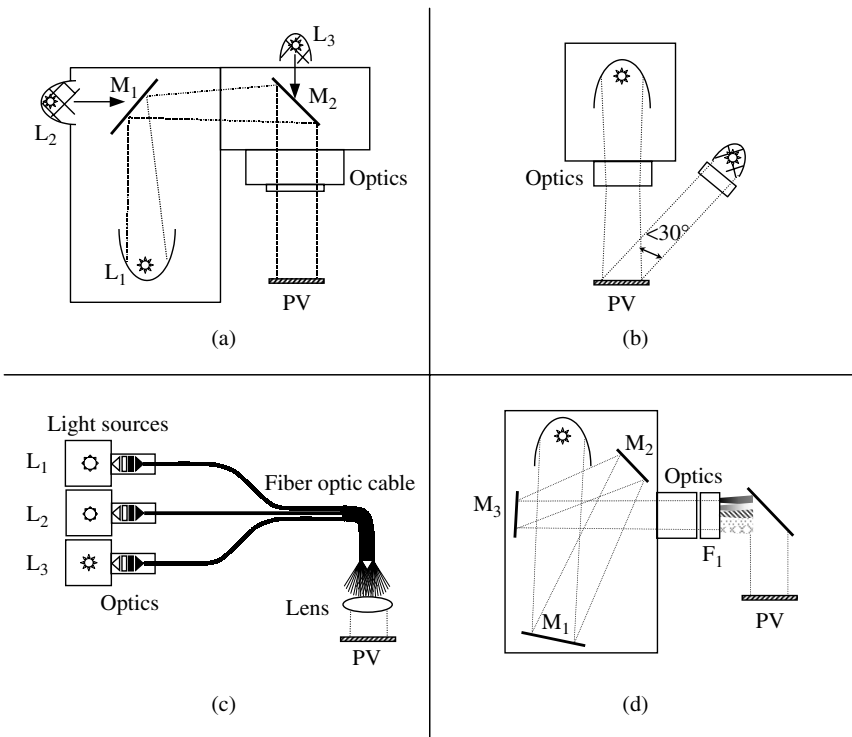 L3
M1
M2
L2
Optics
L1
PV
(a)
Optics
<30°
PV
(b)
Light sources
L1
Fiber optic cable
L2
L3
Optics
Lens
PV
(c)
M2
Optics
M3
F1
M1
PV
(d)